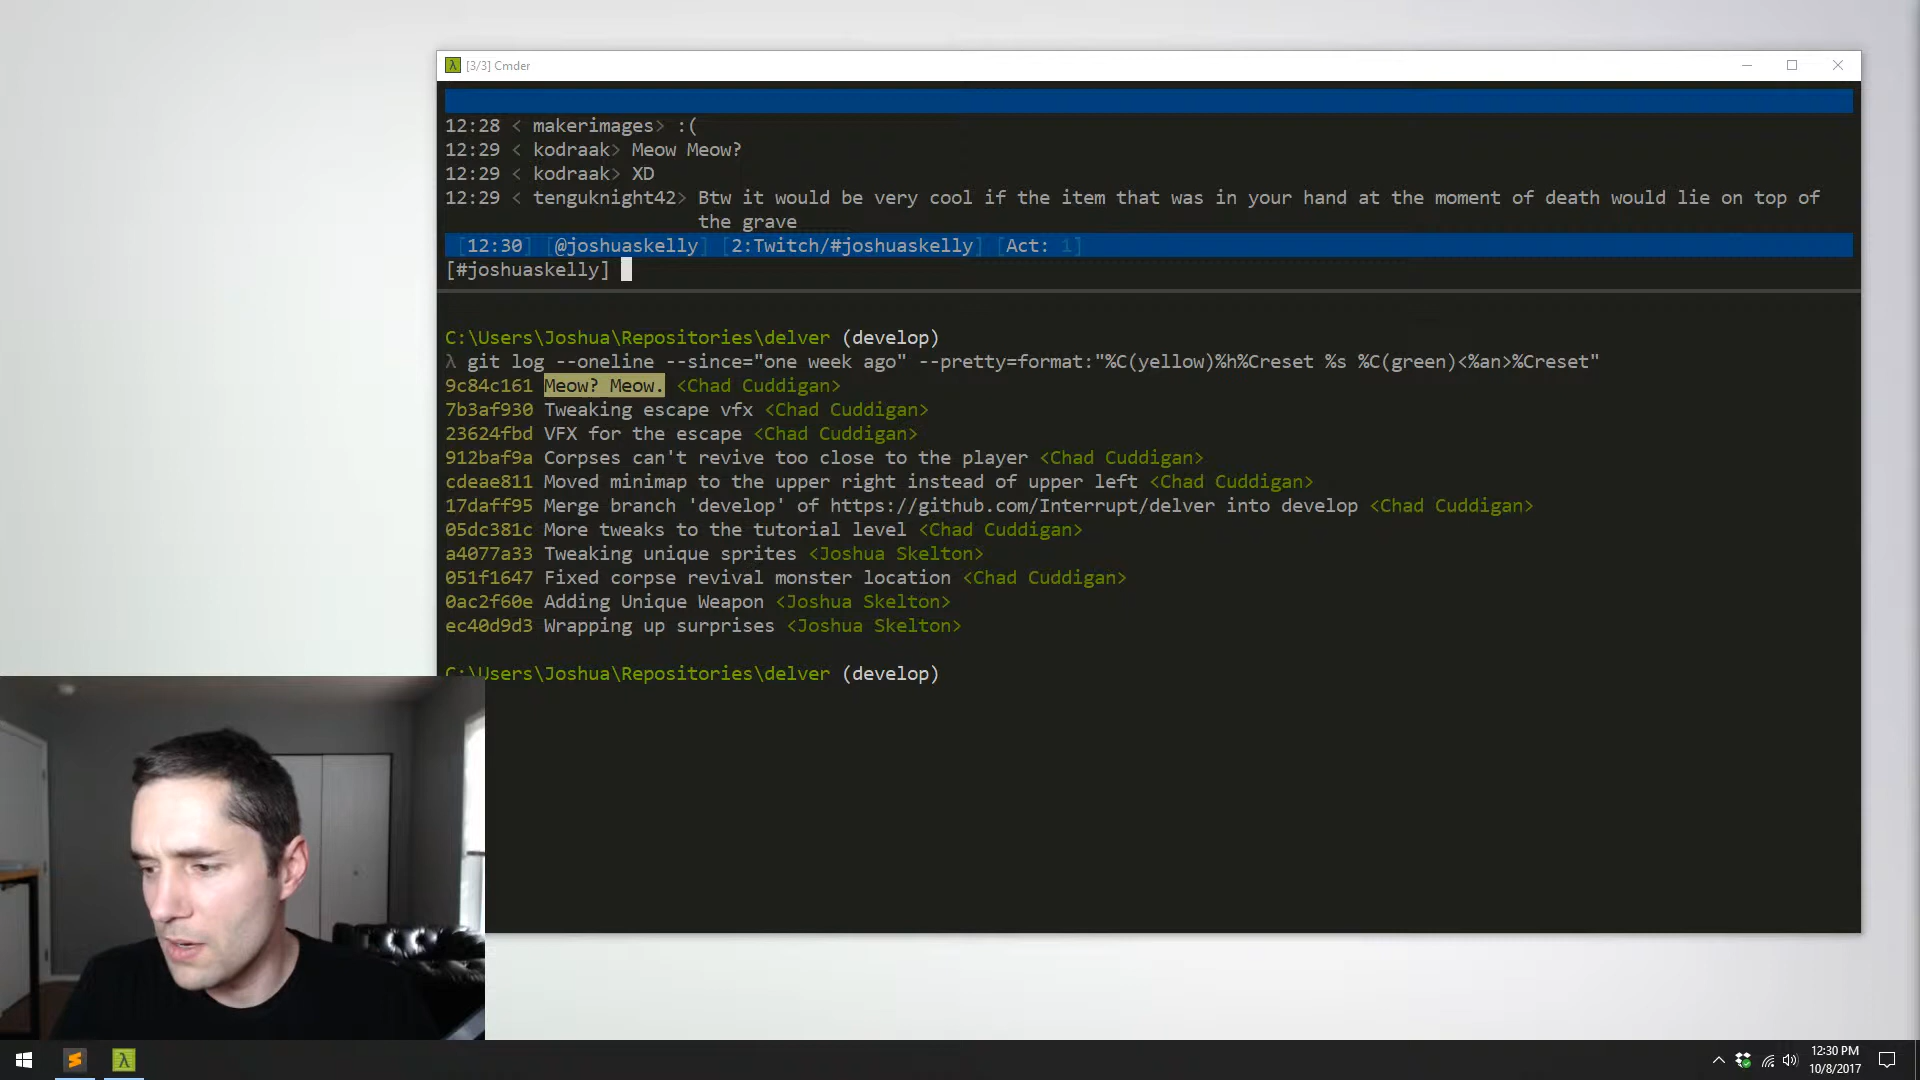 [3/3] Cmder
12:28 < makerimages> :(
12:29 < kodraak> Meow Meow?
12:29 < kodraak> XD
12:29 < tenguknight42> Btw it would be very cool if the item that was in your hand at the moment of death would lie on top of
the grave
[12:30] [@joshuaskelly] [2:Twitch/#joshuaskelly] [Act: 1]
[#joshuaskelly]
C:\Users\Joshua\Repositories\delver (develop)
λ git log --oneline --since="one week ago" --pretty=format:"%C(yellow)%h%Creset %s %C(green)<%an>%Creset"
9c84c161 Meow? Meow. <Chad Cuddigan>
7b3af930 Tweaking escape vfx <Chad Cuddigan>
23624fbd VFX for the escape <Chad Cuddigan>
912baf9a Corpses can't revive too close to the player <Chad Cuddigan>
cdeae811 Moved minimap to the upper right instead of upper left <Chad Cuddigan>
17daff95 Merge branch 'develop' of https://github.com/Interrupt/delver into develop <Chad Cuddigan>
05dc381c More tweaks to the tutorial level <Chad Cuddigan>
a4077a33 Tweaking unique sprites <Joshua Skelton>
051f1647 Fixed corpse revival monster location <Chad Cuddigan>
0ac2f60e Adding Unique Weapon <Joshua Skelton>
ec40d9d3 Wrapping up surprises <Joshua Skelton>
C:\Users\Joshua\Repositories\delver (develop)
12:30 PM
10/8/2017